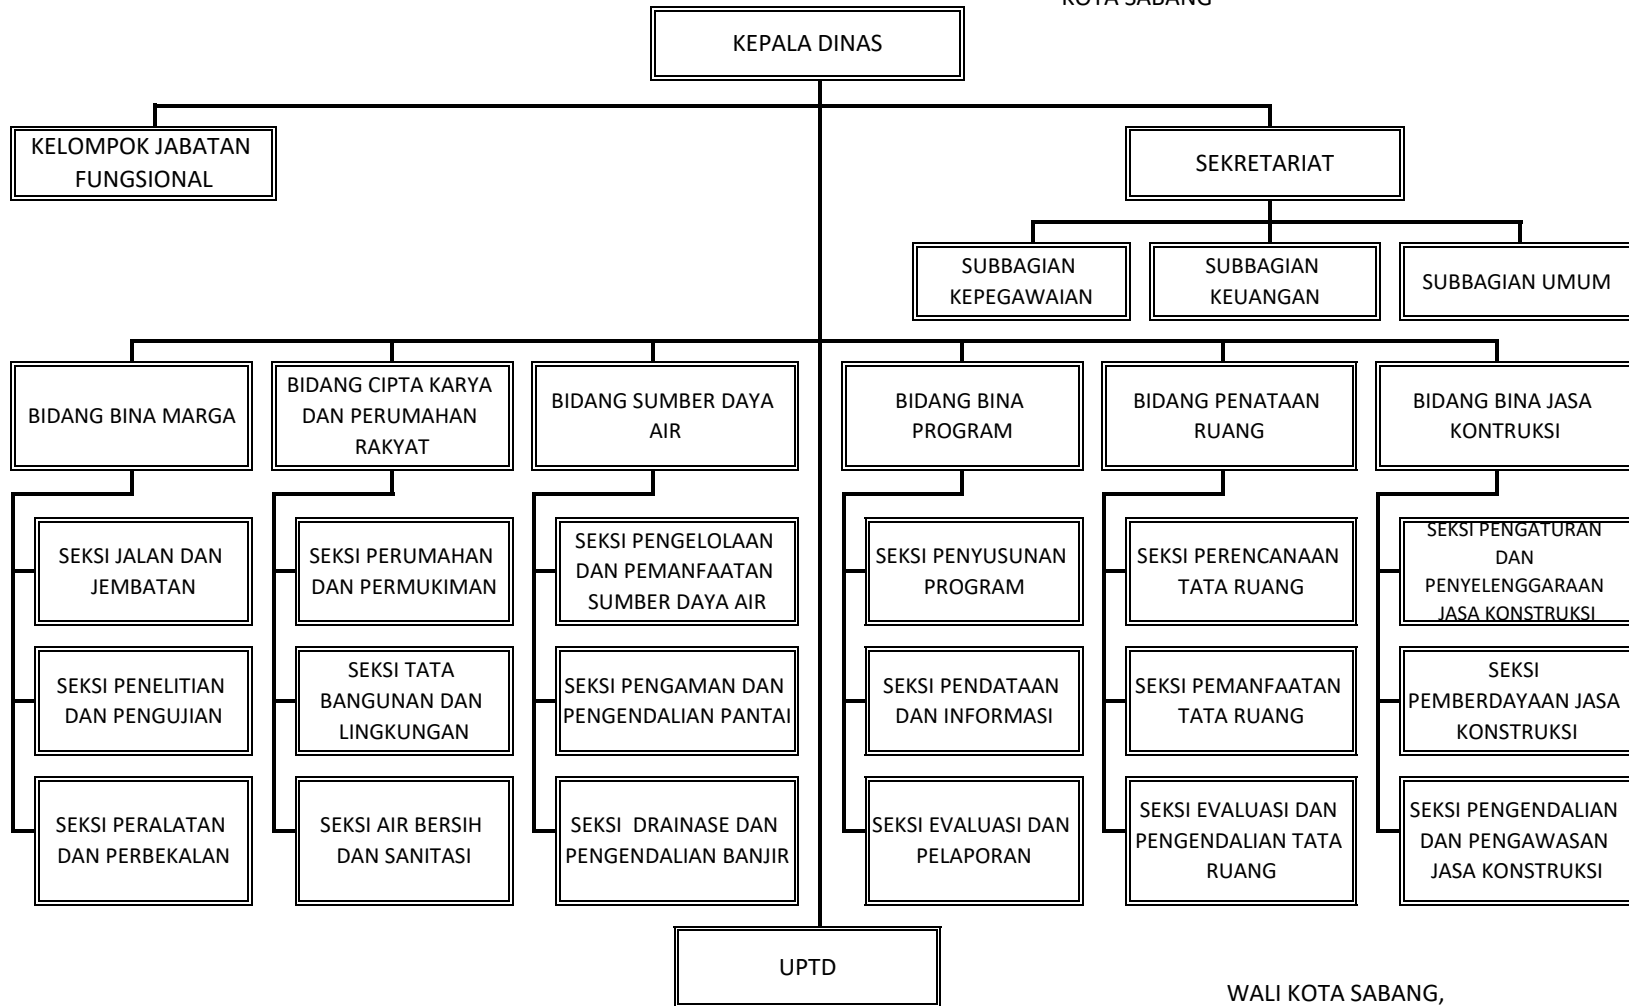 KOTA SABANG
KEPALA DINAS
KELOMPOK JABATAN
FUNGSIONAL
SEKRETARIAT
SUBBAGIAN
KEPEGAWAIAN
SUBBAGIAN
KEUANGAN
SUBBAGIAN UMUM
BIDANG BINA MARGA
BIDANG CIPTA KARYA
DAN PERUMAHAN
RAKYAT
BIDANG SUMBER DAYA
AIR
BIDANG BINA
PROGRAM
BIDANG PENATAAN
RUANG
BIDANG BINA JASA
KONTRUKSI
SEKSI JALAN DAN
JEMBATAN
SEKSI PERUMAHAN
DAN PERMUKIMAN
SEKSI PENGELOLAAN
DAN PEMANFAATAN
SUMBER DAYA AIR
SEKSI PENYUSUNAN
PROGRAM
SEKSI PERENCANAAN
TATA RUANG
SEKSI PENGATURAN
DAN
PENYELENGGARAAN
JASA KONSTRUKSI
SEKSI PENELITIAN
DAN PENGUJIAN
SEKSI TATA
BANGUNAN DAN
LINGKUNGAN
SEKSI PENGAMAN DAN
PENGENDALIAN PANTAI
SEKSI PENDATAAN
DAN INFORMASI
SEKSI PEMANFAATAN
TATA RUANG
SEKSI
PEMBERDAYAAN JASA
KONSTRUKSI
SEKSI PERALATAN
DAN PERBEKALAN
SEKSI AIR BERSIH
DAN SANITASI
SEKSI DRAINASE DAN
PENGENDALIAN BANJIR
SEKSI EVALUASI DAN
PELAPORAN
SEKSI EVALUASI DAN
PENGENDALIAN TATA
RUANG
SEKSI PENGENDALIAN
DAN PENGAWASAN
JASA KONSTRUKSI
UPTD
WALI KOTA SABANG,